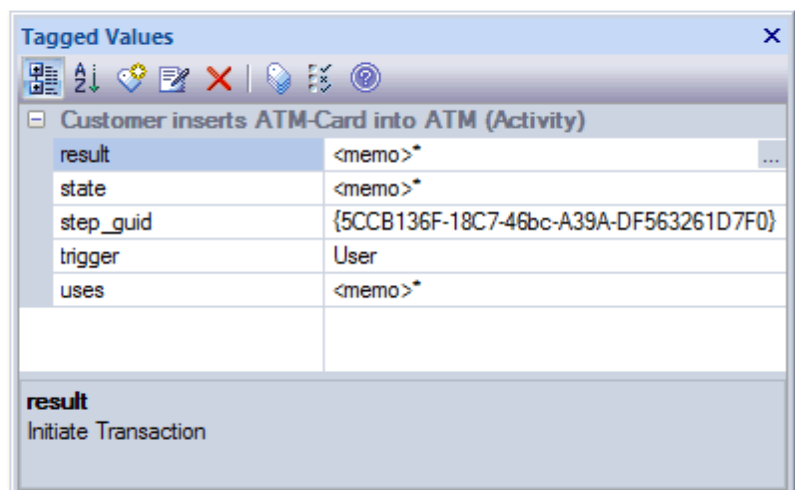 Tagged Values
Customer inserts ATM-Card into ATM (Activity)
result <memo>* ...
state <memo>*
step_guid {5CCB136F-18C7-46bc-A39A-DF563261D7F0}
trigger User
uses <memo>*
result
Initiate Transaction